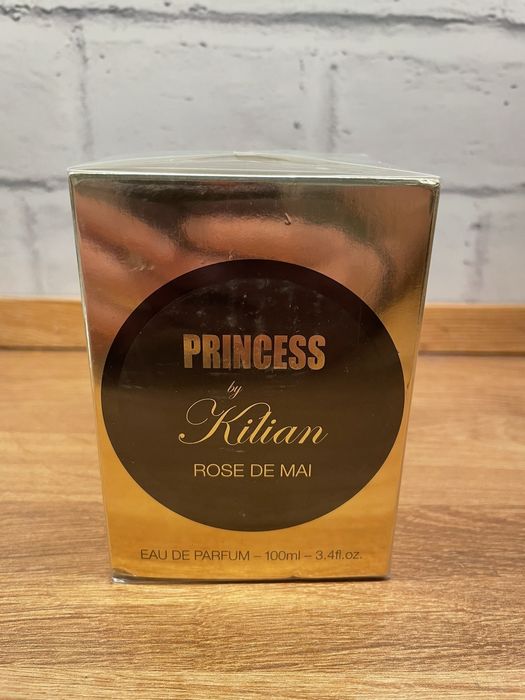 PRINCESS
by
Kilian
ROSE DE MAI
EAU DE PARFUM – 100ml – 3.4fl.oz.